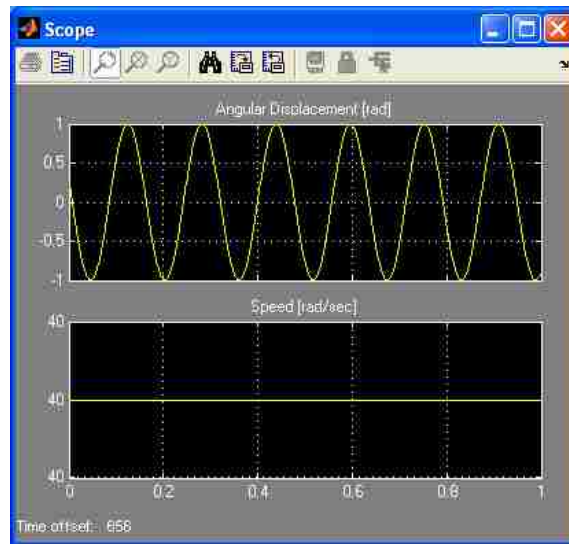 Scope
Angular Displacement [rad]
1
0.5
0
-0.5
-1
Speed [rad/sec]
40
40
40
0 0.2 0.4 0.6 0.8 1
Time offset: 656